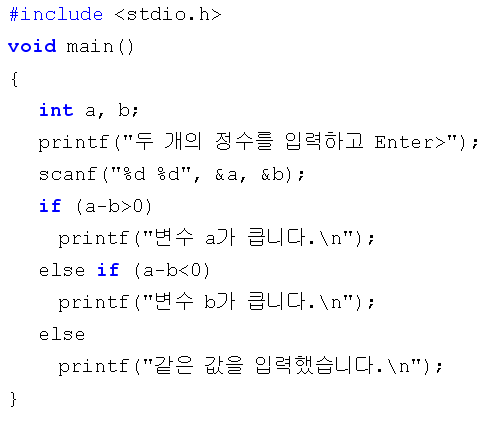 #include <stdio.h>
void main()
{
int a, b;
printf("두 개의 정수를 입력하고 Enter>");
scanf("%d %d", &a, &b);
if (a-b>0)
printf("변수 a가 큽니다.\n");
else if (a-b<0)
printf("변수 b가 큽니다.\n");
else
printf("같은 값을 입력했습니다.\n");
}